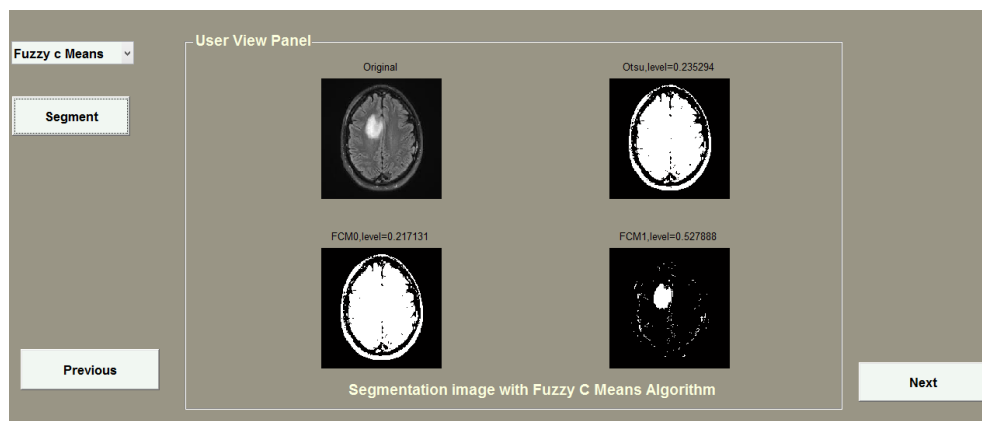 Fuzzy c Means
Segment
User View Panel
Original
Otsu,level=0.235294
FCM0,level=0.217131
FCM1,level=0.527888
Segmentation image with Fuzzy C Means Algorithm
Previous
Next